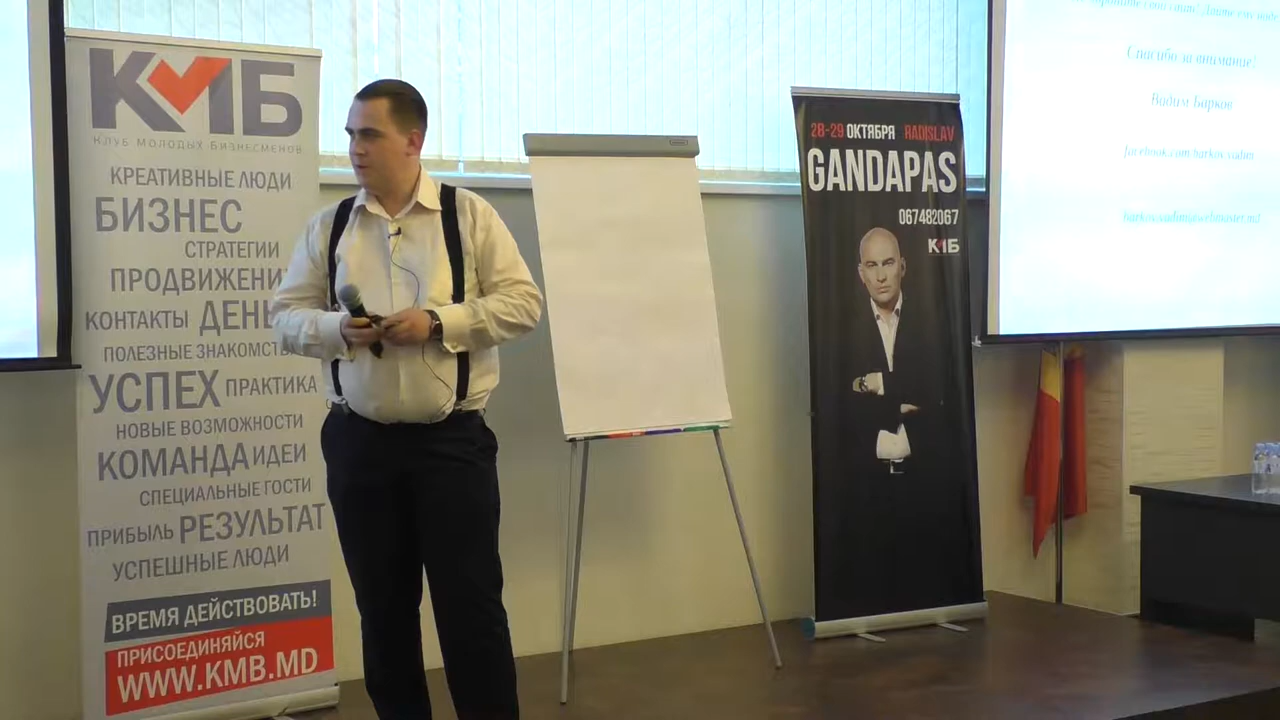 КМБ
КЛУБ МОЛОДЫХ БИЗНЕСМЕНОВ
КРЕАТИВНЫЕ ЛЮДИ
БИЗНЕС
СТРАТЕГИИ
ПРОДВИЖЕНИ
КОНТАКТЫ ДЕНЬ
ПОЛЕЗНЫЕ ЗНАКОМСТВ
УСПЕХ ПРАКТИКА
НОВЫЕ ВОЗМОЖНОСТИ
КОМАНДА ИДЕИ
СПЕЦИАЛЬНЫЕ ГОСТИ
ПРИБЫЛЬ РЕЗУЛЬТАТ
УСПЕШНЫЕ ЛЮДИ
ВРЕМЯ ДЕЙСТВОВАТЬ!
ПРИСОЕДИНЯЙСЯ
WWW.KMB.MD
28-29 ОКТЯБРЯ RADISLAV
GANDAPAS
067482067
КМБ
Спасибо за внимание!
Вадим Барков
facebook.com/barkov.vadim